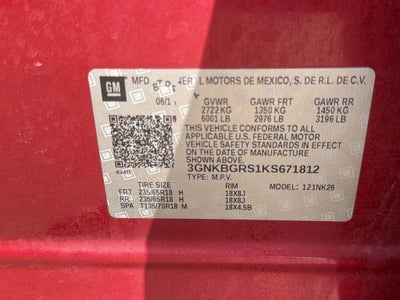 GM
MFD GENERAL MOTORS DE MEXICO, S. DE R.L. DE C.V.
06/1 GVWR GAWR FRT GAWR RR
2722 KG 1350 KG 1450 KG
6001 LB 2976 LB 3196 LB
THIS VEHICLE CONFORMS TO ALL
APPLICABLE U.S. FEDERAL MOTOR
VEHICLE SAFETY STANDARDS IN EFFECT
ON THE DATE OF MANUFACTURE SHOWN
ABOVE.
3GNKBGRS1KS671812
TYPE: M.P.V.
TIRE SIZE RIM MODEL: 121NK26
FRT 235/65R18 H 18X8J
RR: 235/65R18 H 18X8J
SPA T135/70R18 M 18X4.5B